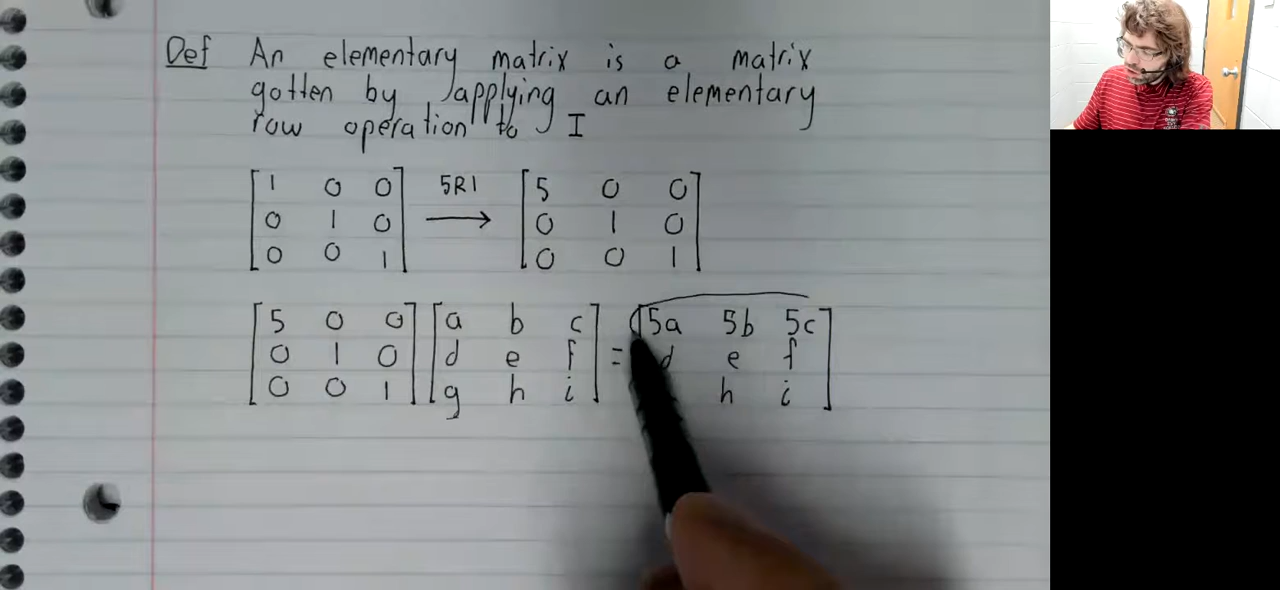 Def An elementary matrix is a matrix
gotten by applying an elementary
row operation to I
[1 0 0] 5R1 [5 0 0]
[0 1 0] → [0 1 0]
[0 0 1] [0 0 1]
[5 0 0] [a b c] [5a 5b 5c]
[0 1 0] [d e f] = [d e f]
[0 0 1] [g h i] [h i]